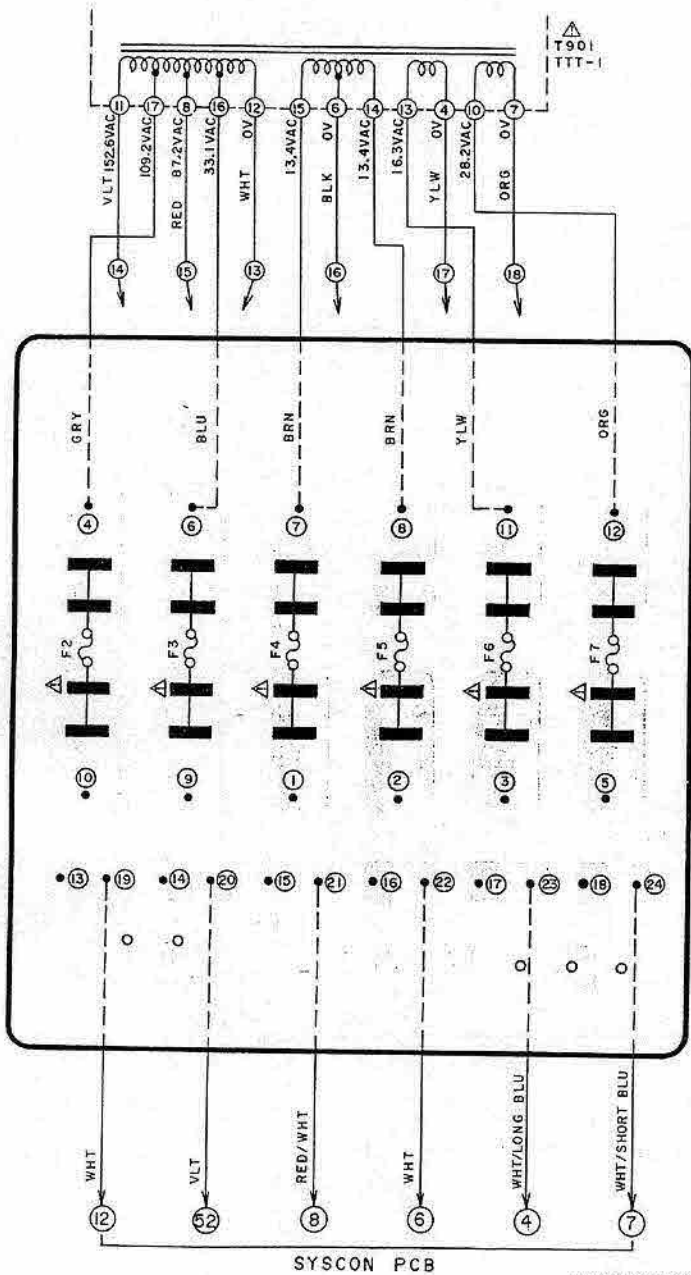 T901
TTT-1
11 17 8 16 12 15 6 14 13 4 10 7
VLT 152.6VAC
109.2VAC
RED 87.2VAC
33.1VAC
WHT 0V
13.4VAC
BLK 0V
13.4VAC
16.3VAC
YLW 0V
28.2VAC
ORG 0V
14 15 13 16 17 18
GRY BLU BRN BRN YLW ORG
4 6 7 8 11 12
F2 F3 F4 F5 F6 F7
10 9 1 2 3 5
13 19 14 20 15 21 16 22 17 23 18 24
WHT VLT RED/WHT WHT WHT/LONG BLU WHT/SHORT BLU
12 52 8 6 4 7
SYSCON PCB